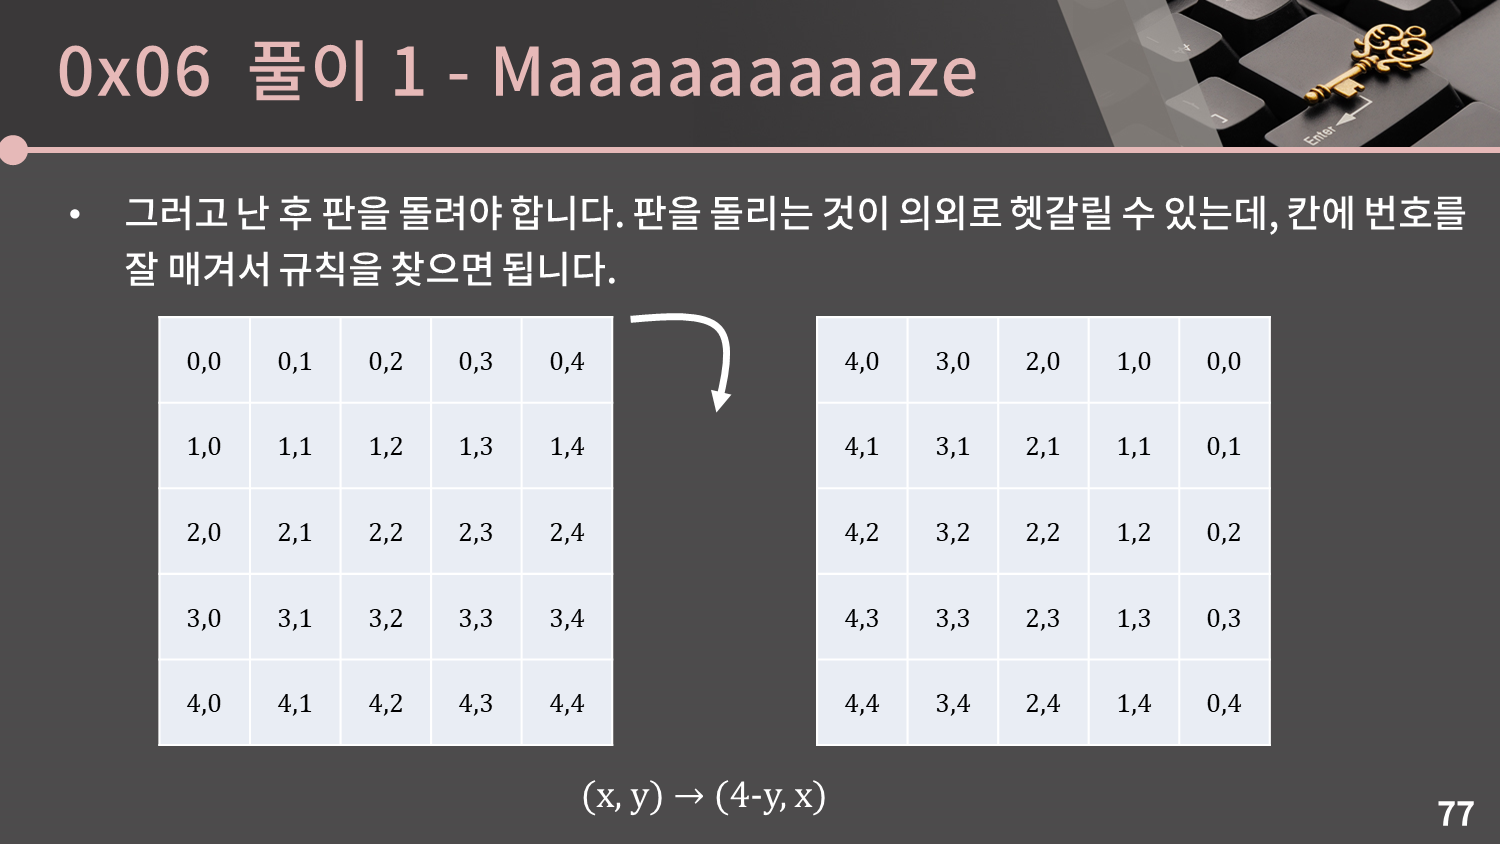 0x06 풀이 1 - Maaaaaaaaaaze
• 그러고 난 후 판을 돌려야 합니다. 판을 돌리는 것이 의외로 헷갈릴 수 있는데, 칸에 번호를
잘 매겨서 규칙을 찾으면 됩니다.
0,0 0,1 0,2 0,3 0,4
1,0 1,1 1,2 1,3 1,4
2,0 2,1 2,2 2,3 2,4
3,0 3,1 3,2 3,3 3,4
4,0 4,1 4,2 4,3 4,4
4,0 3,0 2,0 1,0 0,0
4,1 3,1 2,1 1,1 0,1
4,2 3,2 2,2 1,2 0,2
4,3 3,3 2,3 1,3 0,3
4,4 3,4 2,4 1,4 0,4
(x, y) → (4-y, x)
77
Enter